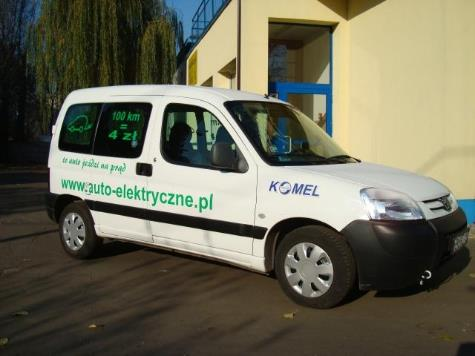 100 km
= 
4 zł
to auto jeździ na prąd
www.auto-elektryczne.pl
KOMEL